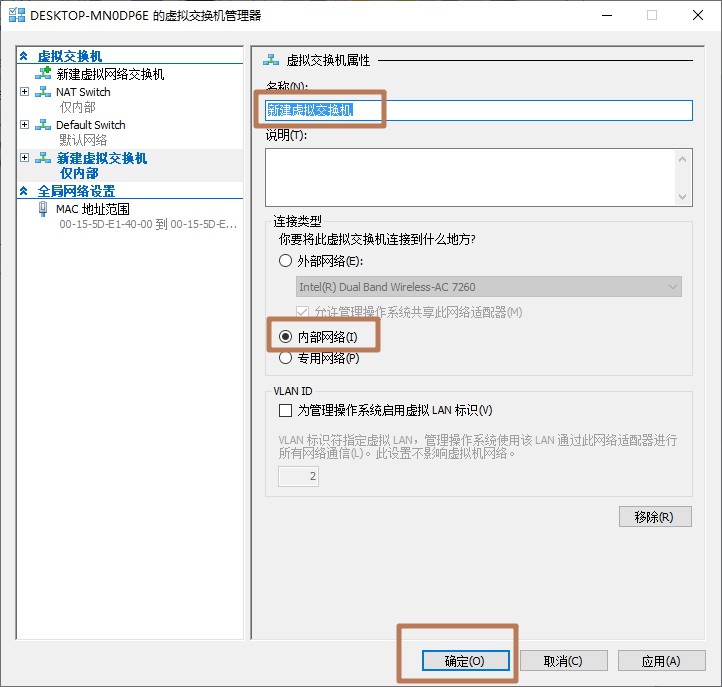 DESKTOP-MN0DP6E 的虚拟交换机管理器
虚拟交换机
新建虚拟网络交换机
NAT Switch
仅内部
Default Switch
默认网络
新建虚拟交换机
仅内部
全局网络设置
MAC 地址范围
00-15-5D-E1-40-00 到 00-15-5D-E...
虚拟交换机属性
名称(N):
新建虚拟交换机
说明(T):
连接类型
你要将此虚拟交换机连接到什么地方?
外部网络(E):
Intel(R) Dual Band Wireless-AC 7260
允许管理操作系统共享此网络适配器(M)
内部网络(I)
专用网络(P)
VLAN ID
为管理操作系统启用虚拟 LAN 标识(V)
VLAN 标识符指定虚拟 LAN，管理操作系统使用该 LAN 通过此网络适配器进行
所有网络通信(L)。此设置不影响虚拟机网络。
2
移除(R)
确定(O)
取消(C)
应用(A)